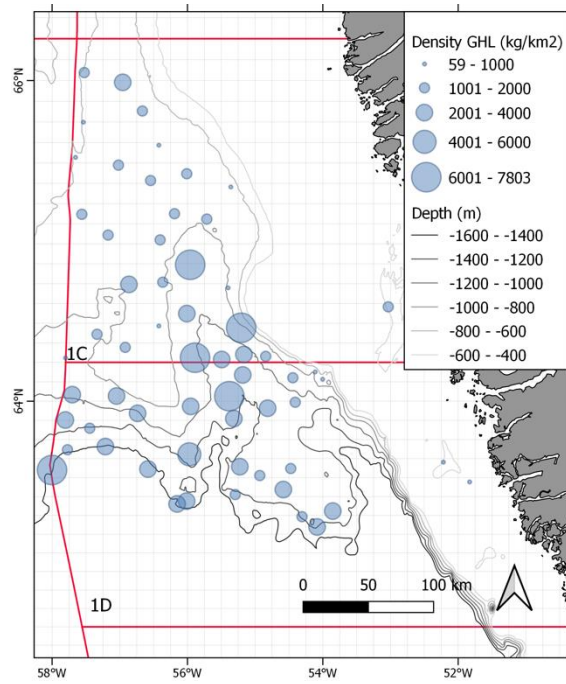 Density GHL (kg/km2)
59 - 1000
1001 - 2000
2001 - 4000
4001 - 6000
6001 - 7803
Depth (m)
-1600 - -1400
-1400 - -1200
-1200 - -1000
-1000 - -800
-800 - -600
-600 - -400
66°N
1C
64°N
1D
0 50 100 km
58°W 56°W 54°W 52°W